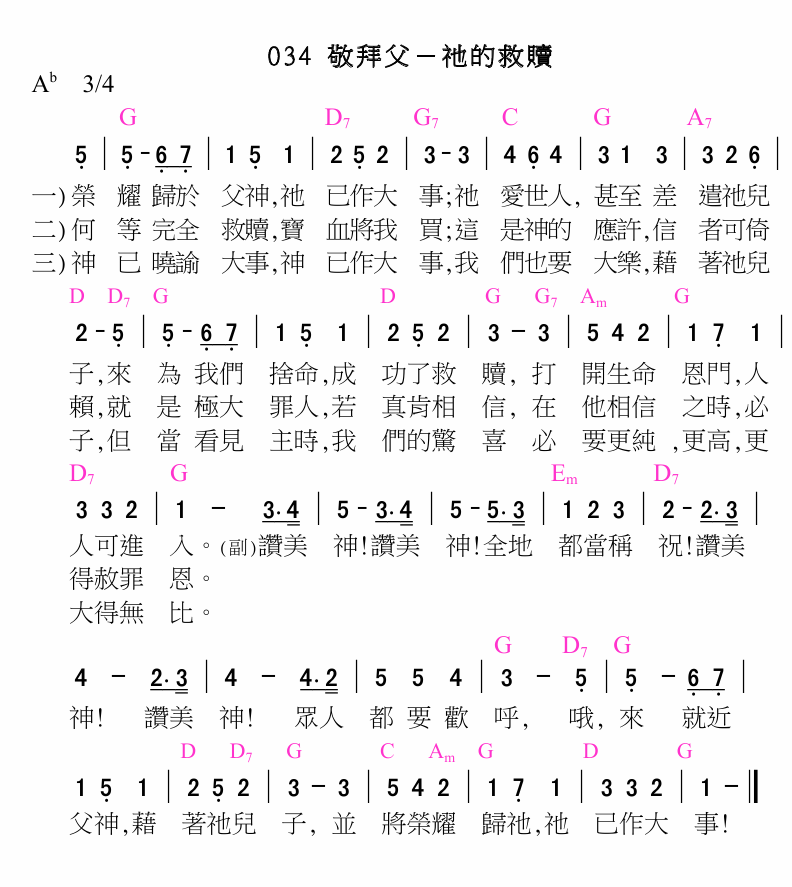 034 敬拜父－祂的救贖
A♭ 3/4
G D7 G7 C G A7
5 | 5 - 6 7 | 1 5 1 | 2 5 2 | 3 - 3 | 4 6 4 | 3 1 3 | 3 2 6 |
一)榮 耀 歸於 父神,祂 已作大 事;祂 愛世人, 甚至 差 遣祂兒
二)何 等 完全 救贖,寶 血將我 買;這 是神的 應許,信 者可倚
三)神 已 曉諭 大事,神 已作大 事,我 們也要 大樂,藉 著祂兒
D D7 G D G G7 Am G
2 - 5 | 5 - 6 7 | 1 5 1 | 2 5 2 | 3 - 3 | 5 4 2 | 1 7 1 |
子,來 為 我們 捨命,成 功了救 贖, 打 開生命 恩門,人
賴,就 是 極大 罪人,若 真肯相 信, 在 他相信 之時,必
子,但 當 看見 主時,我 們的驚 喜 必 要更純 ,更高,更
D7 G Em D7
3 3 2 | 1 - 3. 4 | 5 - 3. 4 | 5 - 5. 3 | 1 2 3 | 2 - 2. 3 |
人可進 入。(副)讚美 神!讚美 神!全地 都當稱 祝!讚美
得赦罪 恩。
大得無 比。
G D7 G
4 - 2. 3 | 4 - 4. 2 | 5 5 4 | 3 - 5 | 5 - 6 7 |
神! 讚美 神! 眾人 都 要 歡 呼, 哦, 來 就近
D D7 G C Am G D G
1 5 1 | 2 5 2 | 3 - 3 | 5 4 2 | 1 7 1 | 3 3 2 | 1 - ‖
父神,藉 著祂兒 子, 並 將榮耀 歸祂,祂 已作大 事!